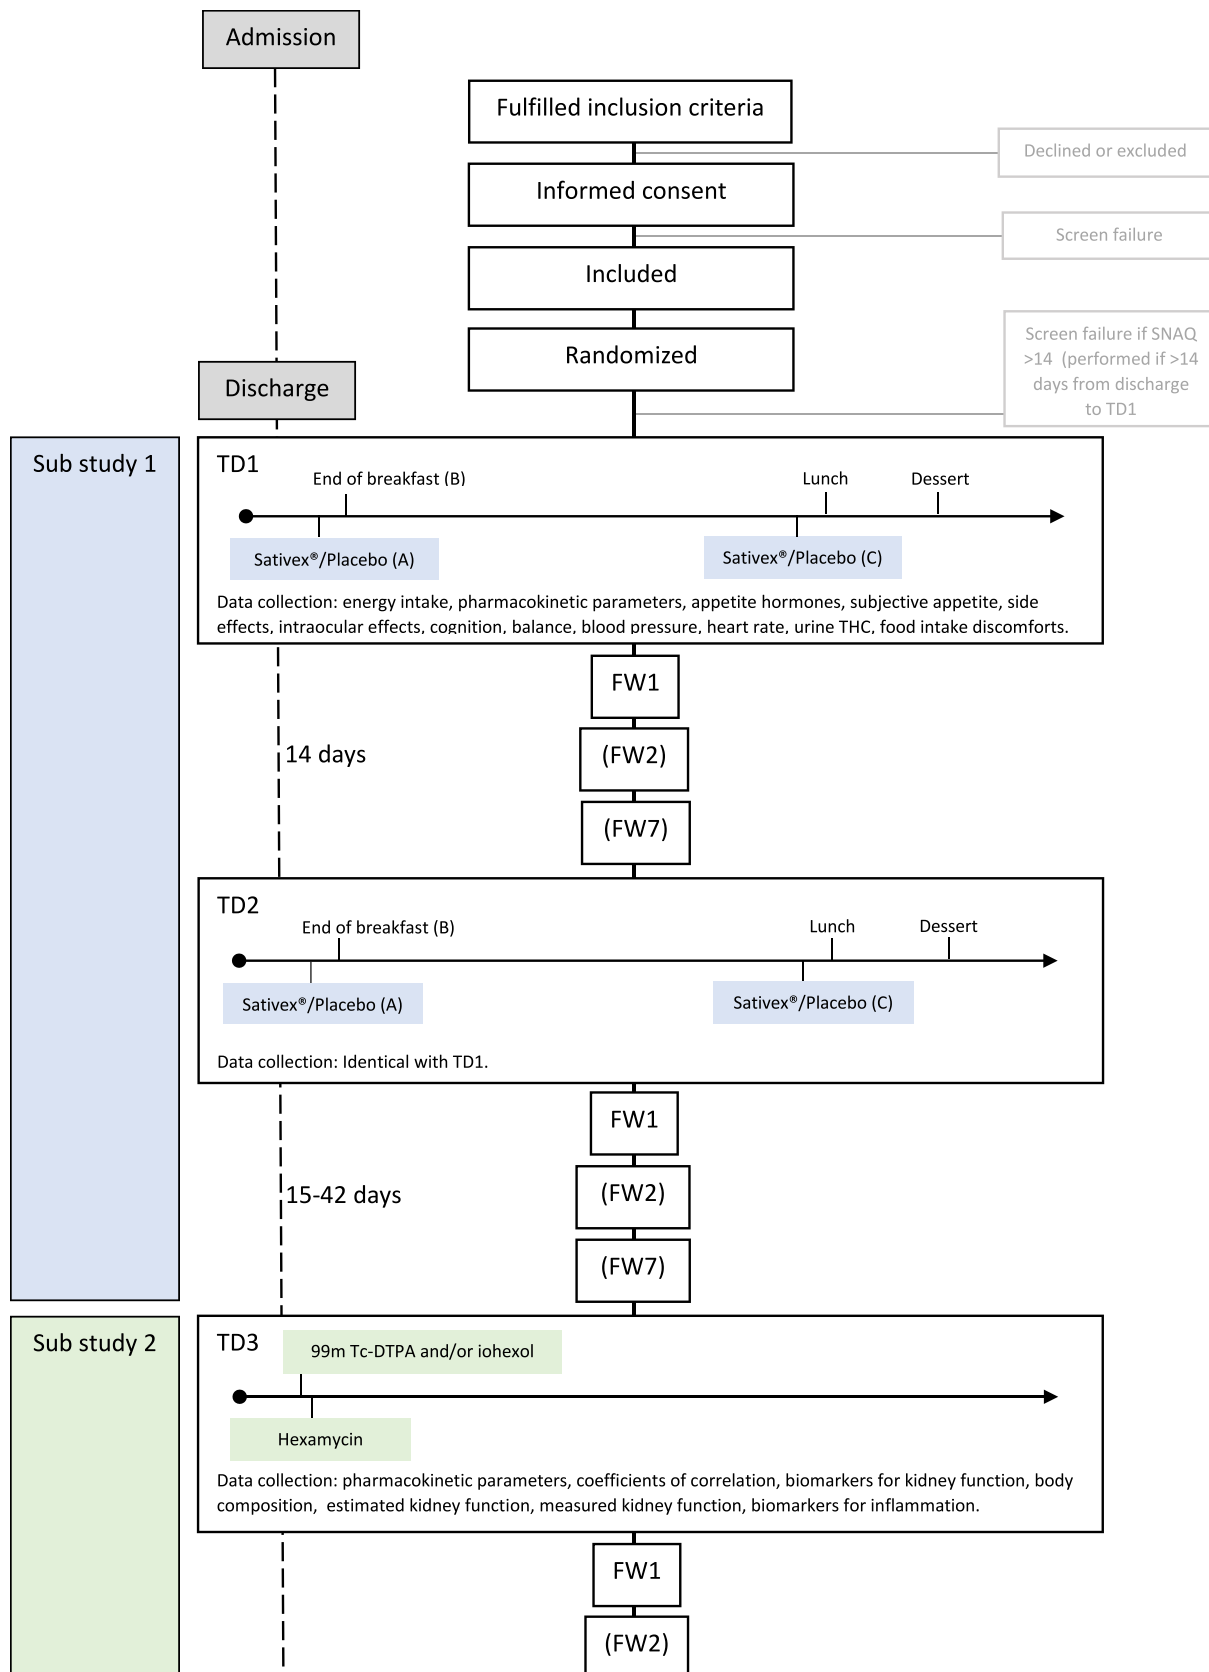 Admission
Fulfilled inclusion criteria
Declined or excluded
Informed consent
Screen failure
Included
Randomized
Screen failure if SNAQ
>14 (performed if >14
days from discharge
to TD1
Discharge
Sub study 1
TD1
End of breakfast (B)
Lunch
Dessert
Sativex®/Placebo (A)
Sativex®/Placebo (C)
Data collection: energy intake, pharmacokinetic parameters, appetite hormones, subjective appetite, side
effects, intraocular effects, cognition, balance, blood pressure, heart rate, urine THC, food intake discomforts.
FW1
(FW2)
14 days
(FW7)
TD2
End of breakfast (B)
Lunch
Dessert
Sativex®/Placebo (A)
Sativex®/Placebo (C)
Data collection: Identical with TD1.
FW1
(FW2)
15-42 days
(FW7)
Sub study 2
TD3
99m Tc-DTPA and/or iohexol
Hexamycin
Data collection: pharmacokinetic parameters, coefficients of correlation, biomarkers for kidney function, body
composition, estimated kidney function, measured kidney function, biomarkers for inflammation.
FW1
(FW2)